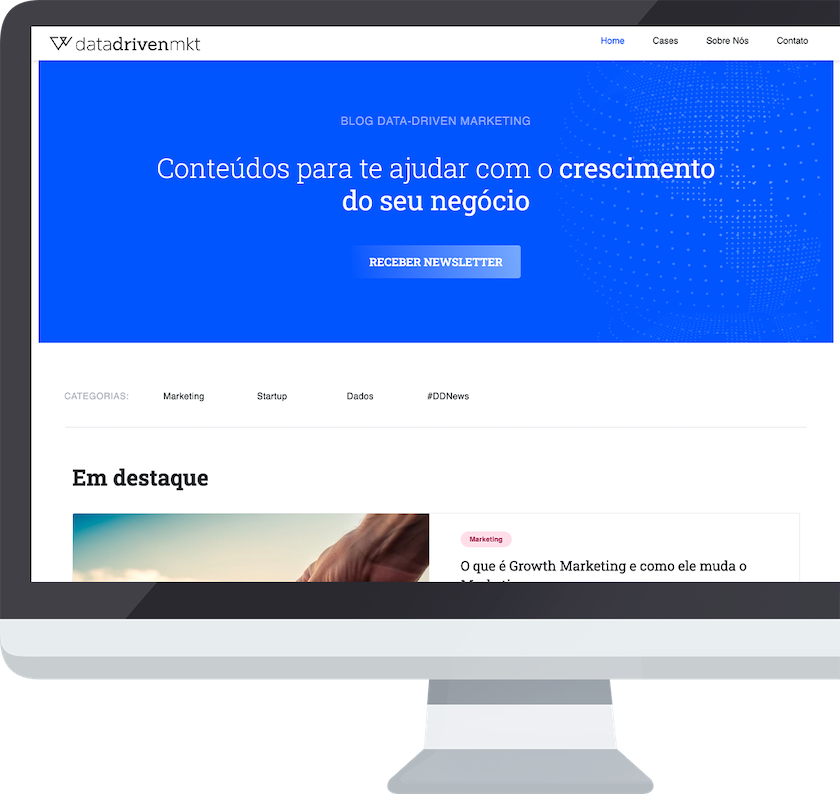 datadrivenmkt
Home Cases Sobre Nós Contato
BLOG DATA-DRIVEN MARKETING
Conteúdos para te ajudar com o crescimento
do seu negócio
RECEBER NEWSLETTER
CATEGORIAS: Marketing Startup Dados #DDNews
Em destaque
Marketing
O que é Growth Marketing e como ele muda o